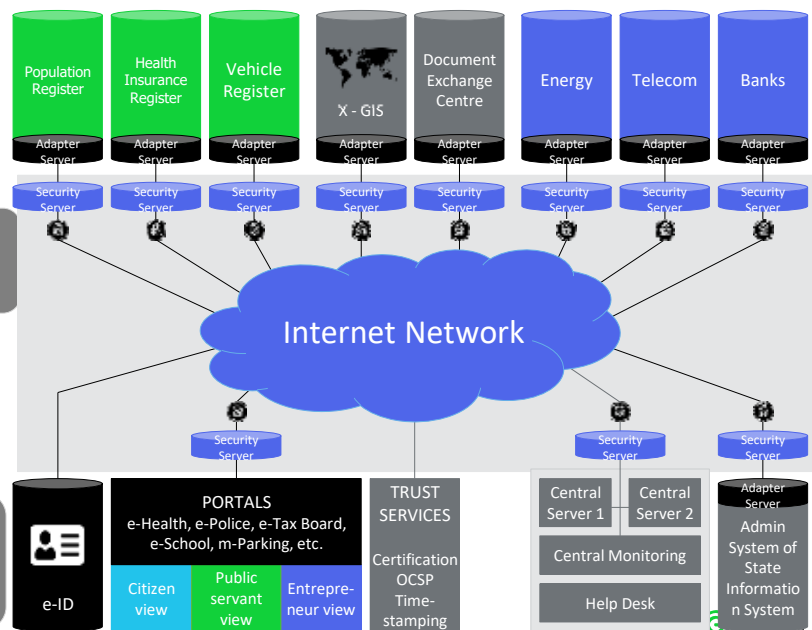 Population
Register
Health
Insurance
Register
Vehicle
Register
X - GIS
Document
Exchange
Centre
Energy
Telecom
Banks
Adapter
Server
Adapter
Server
Adapter
Server
Adapter
Server
Adapter
Server
Adapter
Server
Adapter
Server
Adapter
Server
Security
Server
Security
Server
Security
Server
Security
Server
Security
Server
Security
Server
Security
Server
Security
Server
Internet Network
Security
Server
Security
Server
Security
Server
e-ID
PORTALS
e-Health, e-Police, e-Tax Board,
e-School, m-Parking, etc.
Citizen
view
Public
servant
view
Entrepre-
neur view
TRUST
SERVICES
Certification
OCSP
Time-
stamping
Central
Server 1
Central
Server 2
Central Monitoring
Help Desk
Adapter
Server
Admin
System of
State
Informatio
n System